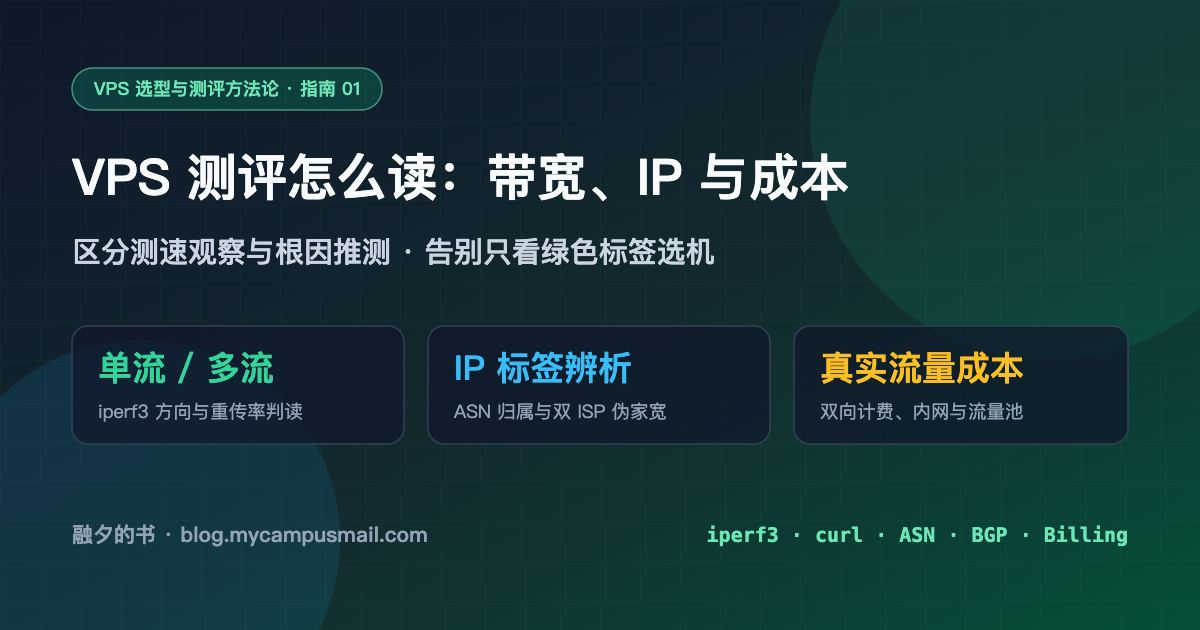 VPS 选型与测评方法论 · 指南 01
VPS 测评怎么读：带宽、IP 与成本
区分测速观察与根因推测 · 告别只看绿色标签选机
单流 / 多流
iperf3 方向与重传率判读
IP 标签辨析
ASN 归属与双 ISP 伪家宽
真实流量成本
双向计费、内网与流量池
融夕的书 · blog.mycampusmail.com
iperf3 · curl · ASN · BGP · Billing